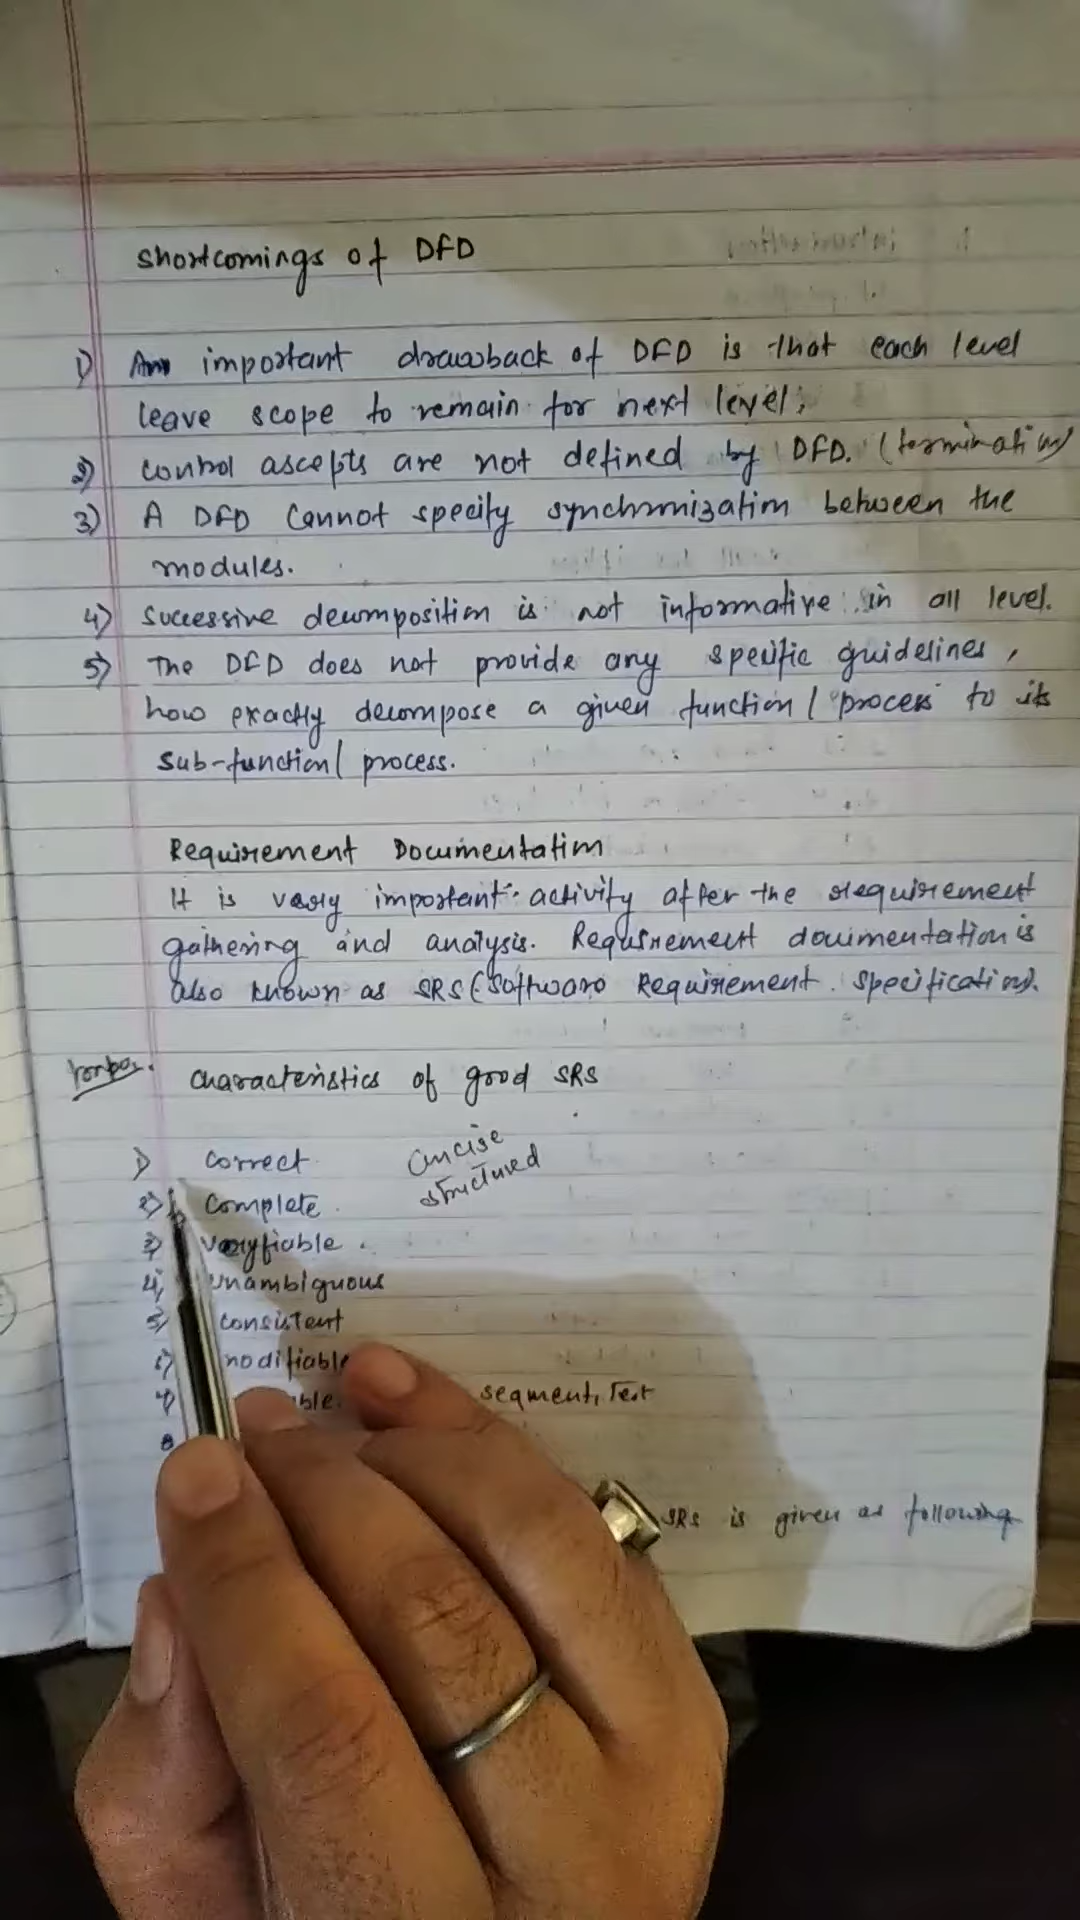 Shortcomings of DFD
1) An important drawback of DFD is that each level
leave scope to remain for next level,
2) control ascepts are not defined by DFD. (termination)
3) A DFD Cannot specify synchronization between the
modules.
4) Successive decomposition is not informative in all level.
5) The DFD does not provide any specific guidelines,
how exactly decompose a given function/process to its
sub-function/process.
Requirement Documentation
It is very important activity after the requirement
gathering and analysis. Requirement documentation is
also known as SRS (Software Requirement Specification).
Characteristics of good SRS
1) Correct Concise
structured
2) Complete
3) veryfiable
4) unambiguous
5) consistent
modifiable
segment, Test
8
SRS is given as following